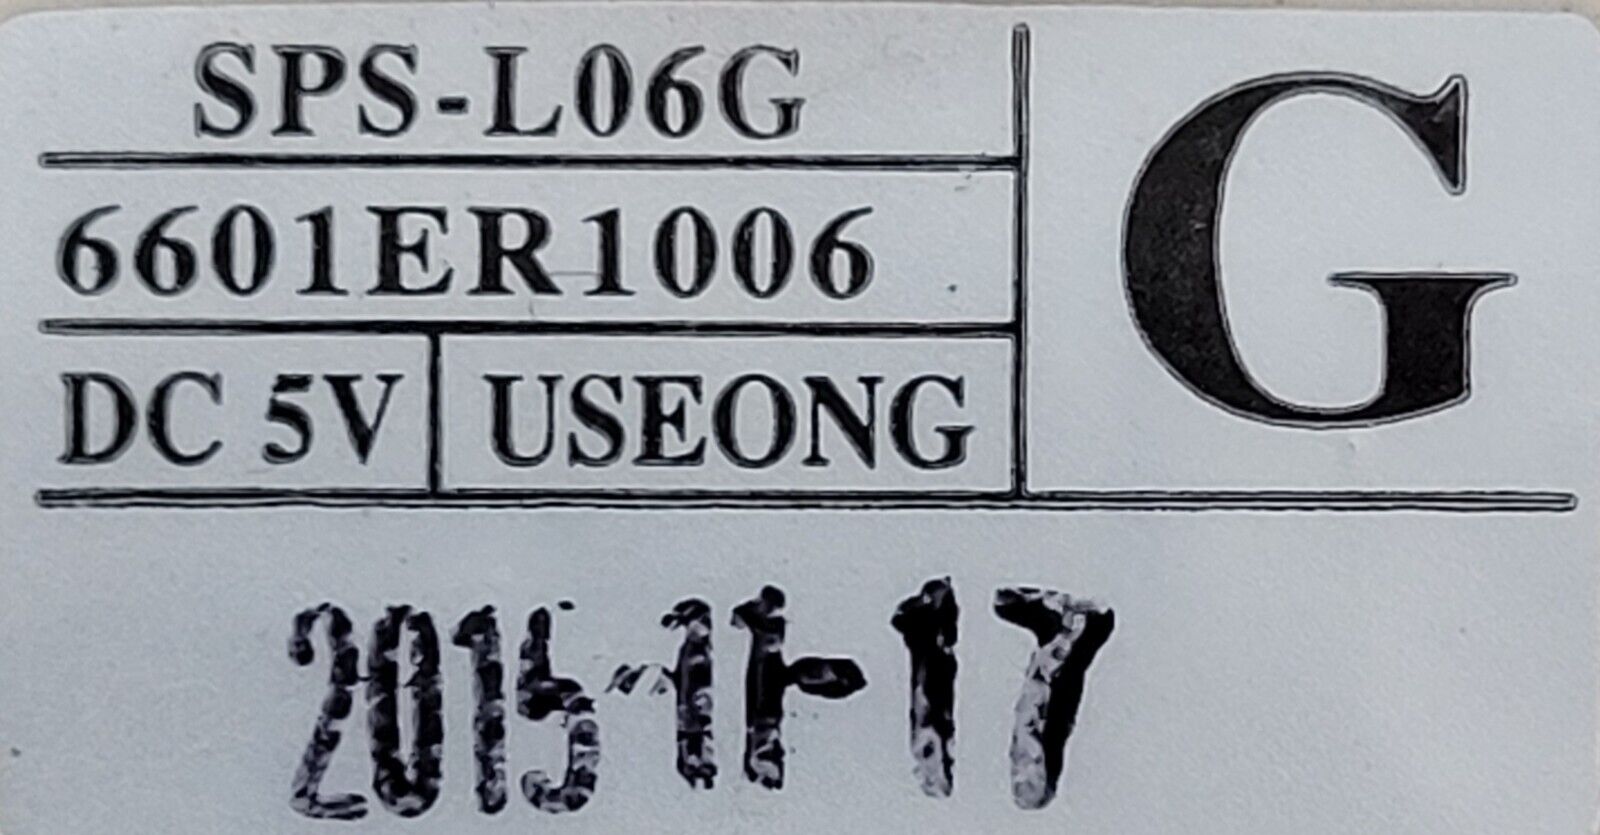 SPS-L06G
G
6601ER1006
DC 5V USEONG
2015-11-17